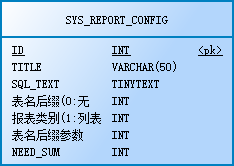 SYS_REPORT_CONFIG
ID INT <pk>
TITLE VARCHAR(50)
SQL_TEXT TINYTEXT
表名后缀(0:无 INT
报表类别(1:列表 INT
表名后缀参数 INT
NEED_SUM INT